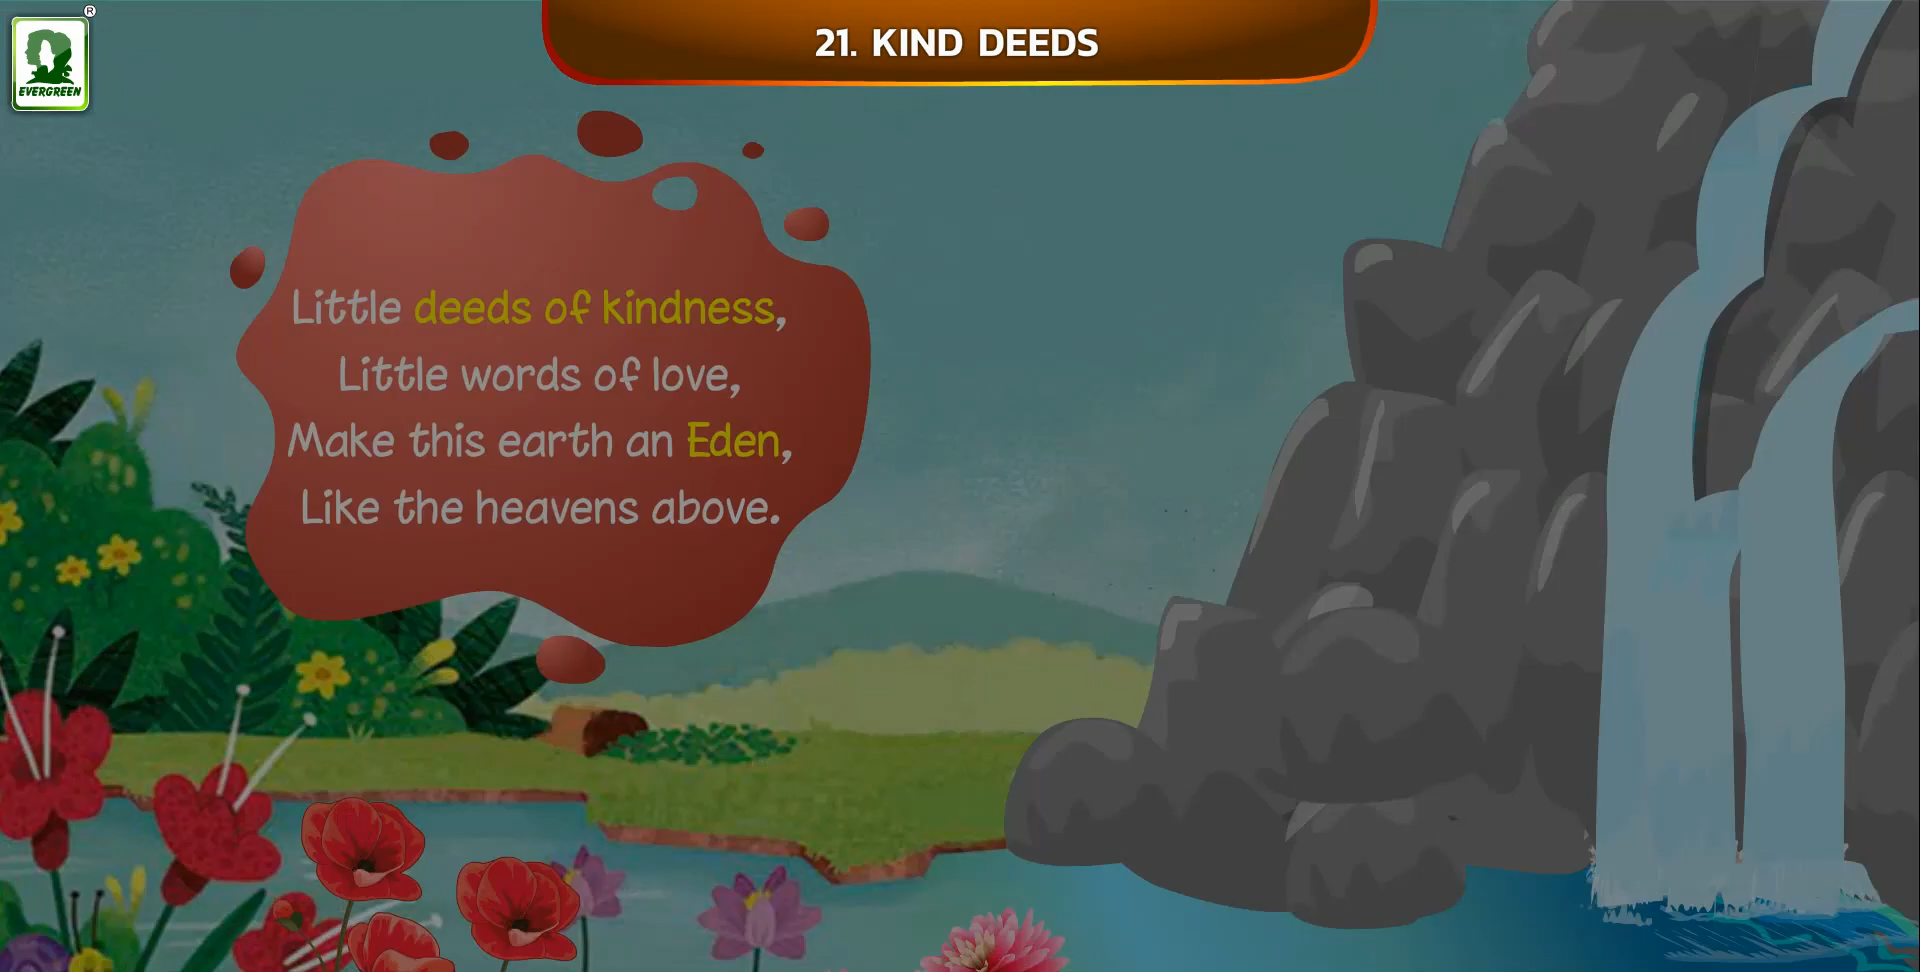 ®
EVERGREEN
21. KIND DEEDS
Little deeds of kindness,
Little words of love,
Make this earth an Eden,
Like the heavens above.